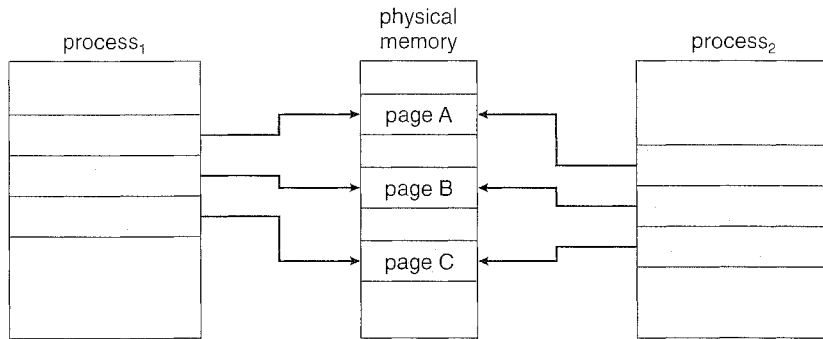 process₁
physical
memory
process₂
page A
page B
page C